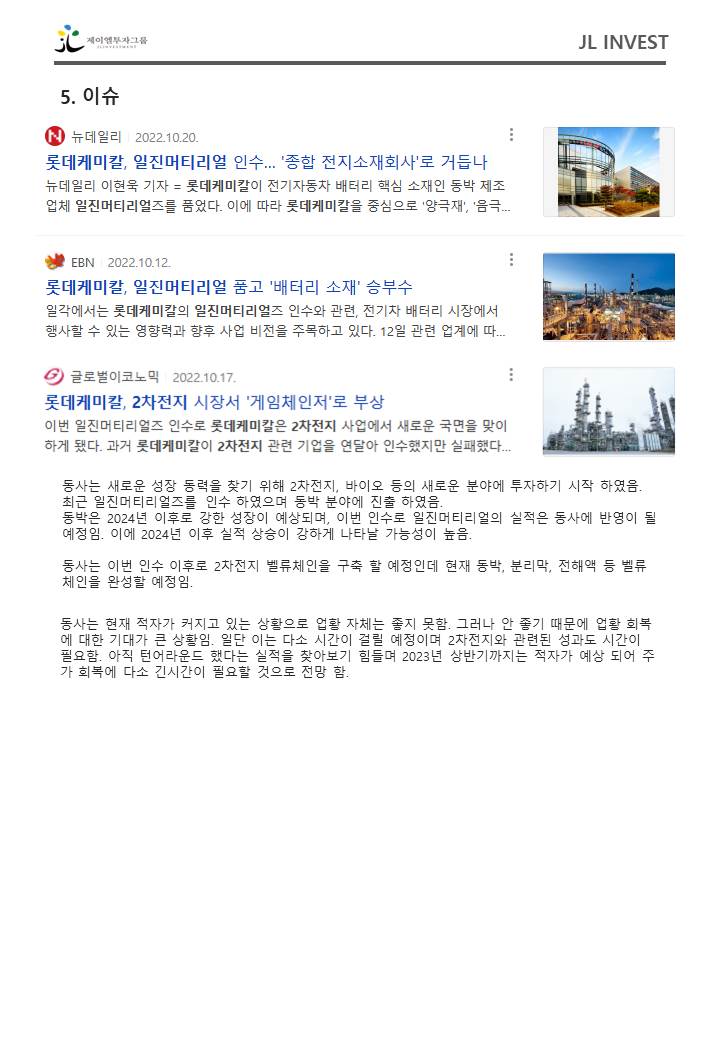 제이엘투자그룹
JLINVESTMENT
JL INVEST
5. 이슈
뉴데일리 2022.10.20.
롯데케미칼, 일진머티리얼 인수... '종합 전지소재회사'로 거듭나
뉴데일리 이현욱 기자 = 롯데케미칼이 전기자동차 배터리 핵심 소재인 동박 제조
업체 일진머티리얼즈를 품었다. 이에 따라 롯데케미칼을 중심으로 '양극재', '음극...
EBN 2022.10.12.
롯데케미칼, 일진머티리얼 품고 '배터리 소재' 승부수
일각에서는 롯데케미칼의 일진머티리얼즈 인수와 관련, 전기차 배터리 시장에서
행사할 수 있는 영향력과 향후 사업 비전을 주목하고 있다. 12일 관련 업계에 따...
글로벌이코노믹 2022.10.17.
롯데케미칼, 2차전지 시장서 '게임체인저'로 부상
이번 일진머티리얼즈 인수로 롯데케미칼은 2차전지 사업에서 새로운 국면을 맞이
하게 됐다. 과거 롯데케미칼이 2차전지 관련 기업을 연달아 인수했지만 실패했다...
동사는 새로운 성장 동력을 찾기 위해 2차전지, 바이오 등의 새로운 분야에 투자하기 시작 하였음.
최근 일진머티리얼즈를 인수 하였으며 동박 분야에 진출 하였음.
동박은 2024년 이후로 강한 성장이 예상되며, 이번 인수로 일진머티리얼의 실적은 동사에 반영이 될
예정임. 이에 2024년 이후 실적 상승이 강하게 나타날 가능성이 높음.
동사는 이번 인수 이후로 2차전지 벨류체인을 구축 할 예정인데 현재 동박, 분리막, 전해액 등 벨류
체인을 완성할 예정임.
동사는 현재 적자가 커지고 있는 상황으로 업황 자체는 좋지 못함. 그러나 안 좋기 때문에 업황 회복
에 대한 기대가 큰 상황임. 일단 이는 다소 시간이 걸릴 예정이며 2차전지와 관련된 성과도 시간이
필요함. 아직 턴어라운드 했다는 실적을 찾아보기 힘들며 2023년 상반기까지는 적자가 예상 되어 주
가 회복에 다소 긴시간이 필요할 것으로 전망 함.